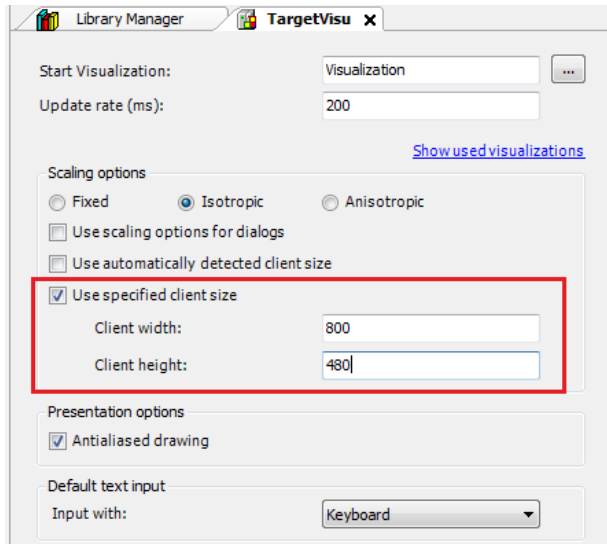 Library Manager TargetVisu X
Start Visualization: Visualization ...
Update rate (ms): 200
Show used visualizations
Scaling options
Fixed Isotropic Anisotropic
Use scaling options for dialogs
Use automatically detected client size
Use specified client size
Client width: 800
Client height: 480
Presentation options
Antialiased drawing
Default text input
Input with: Keyboard